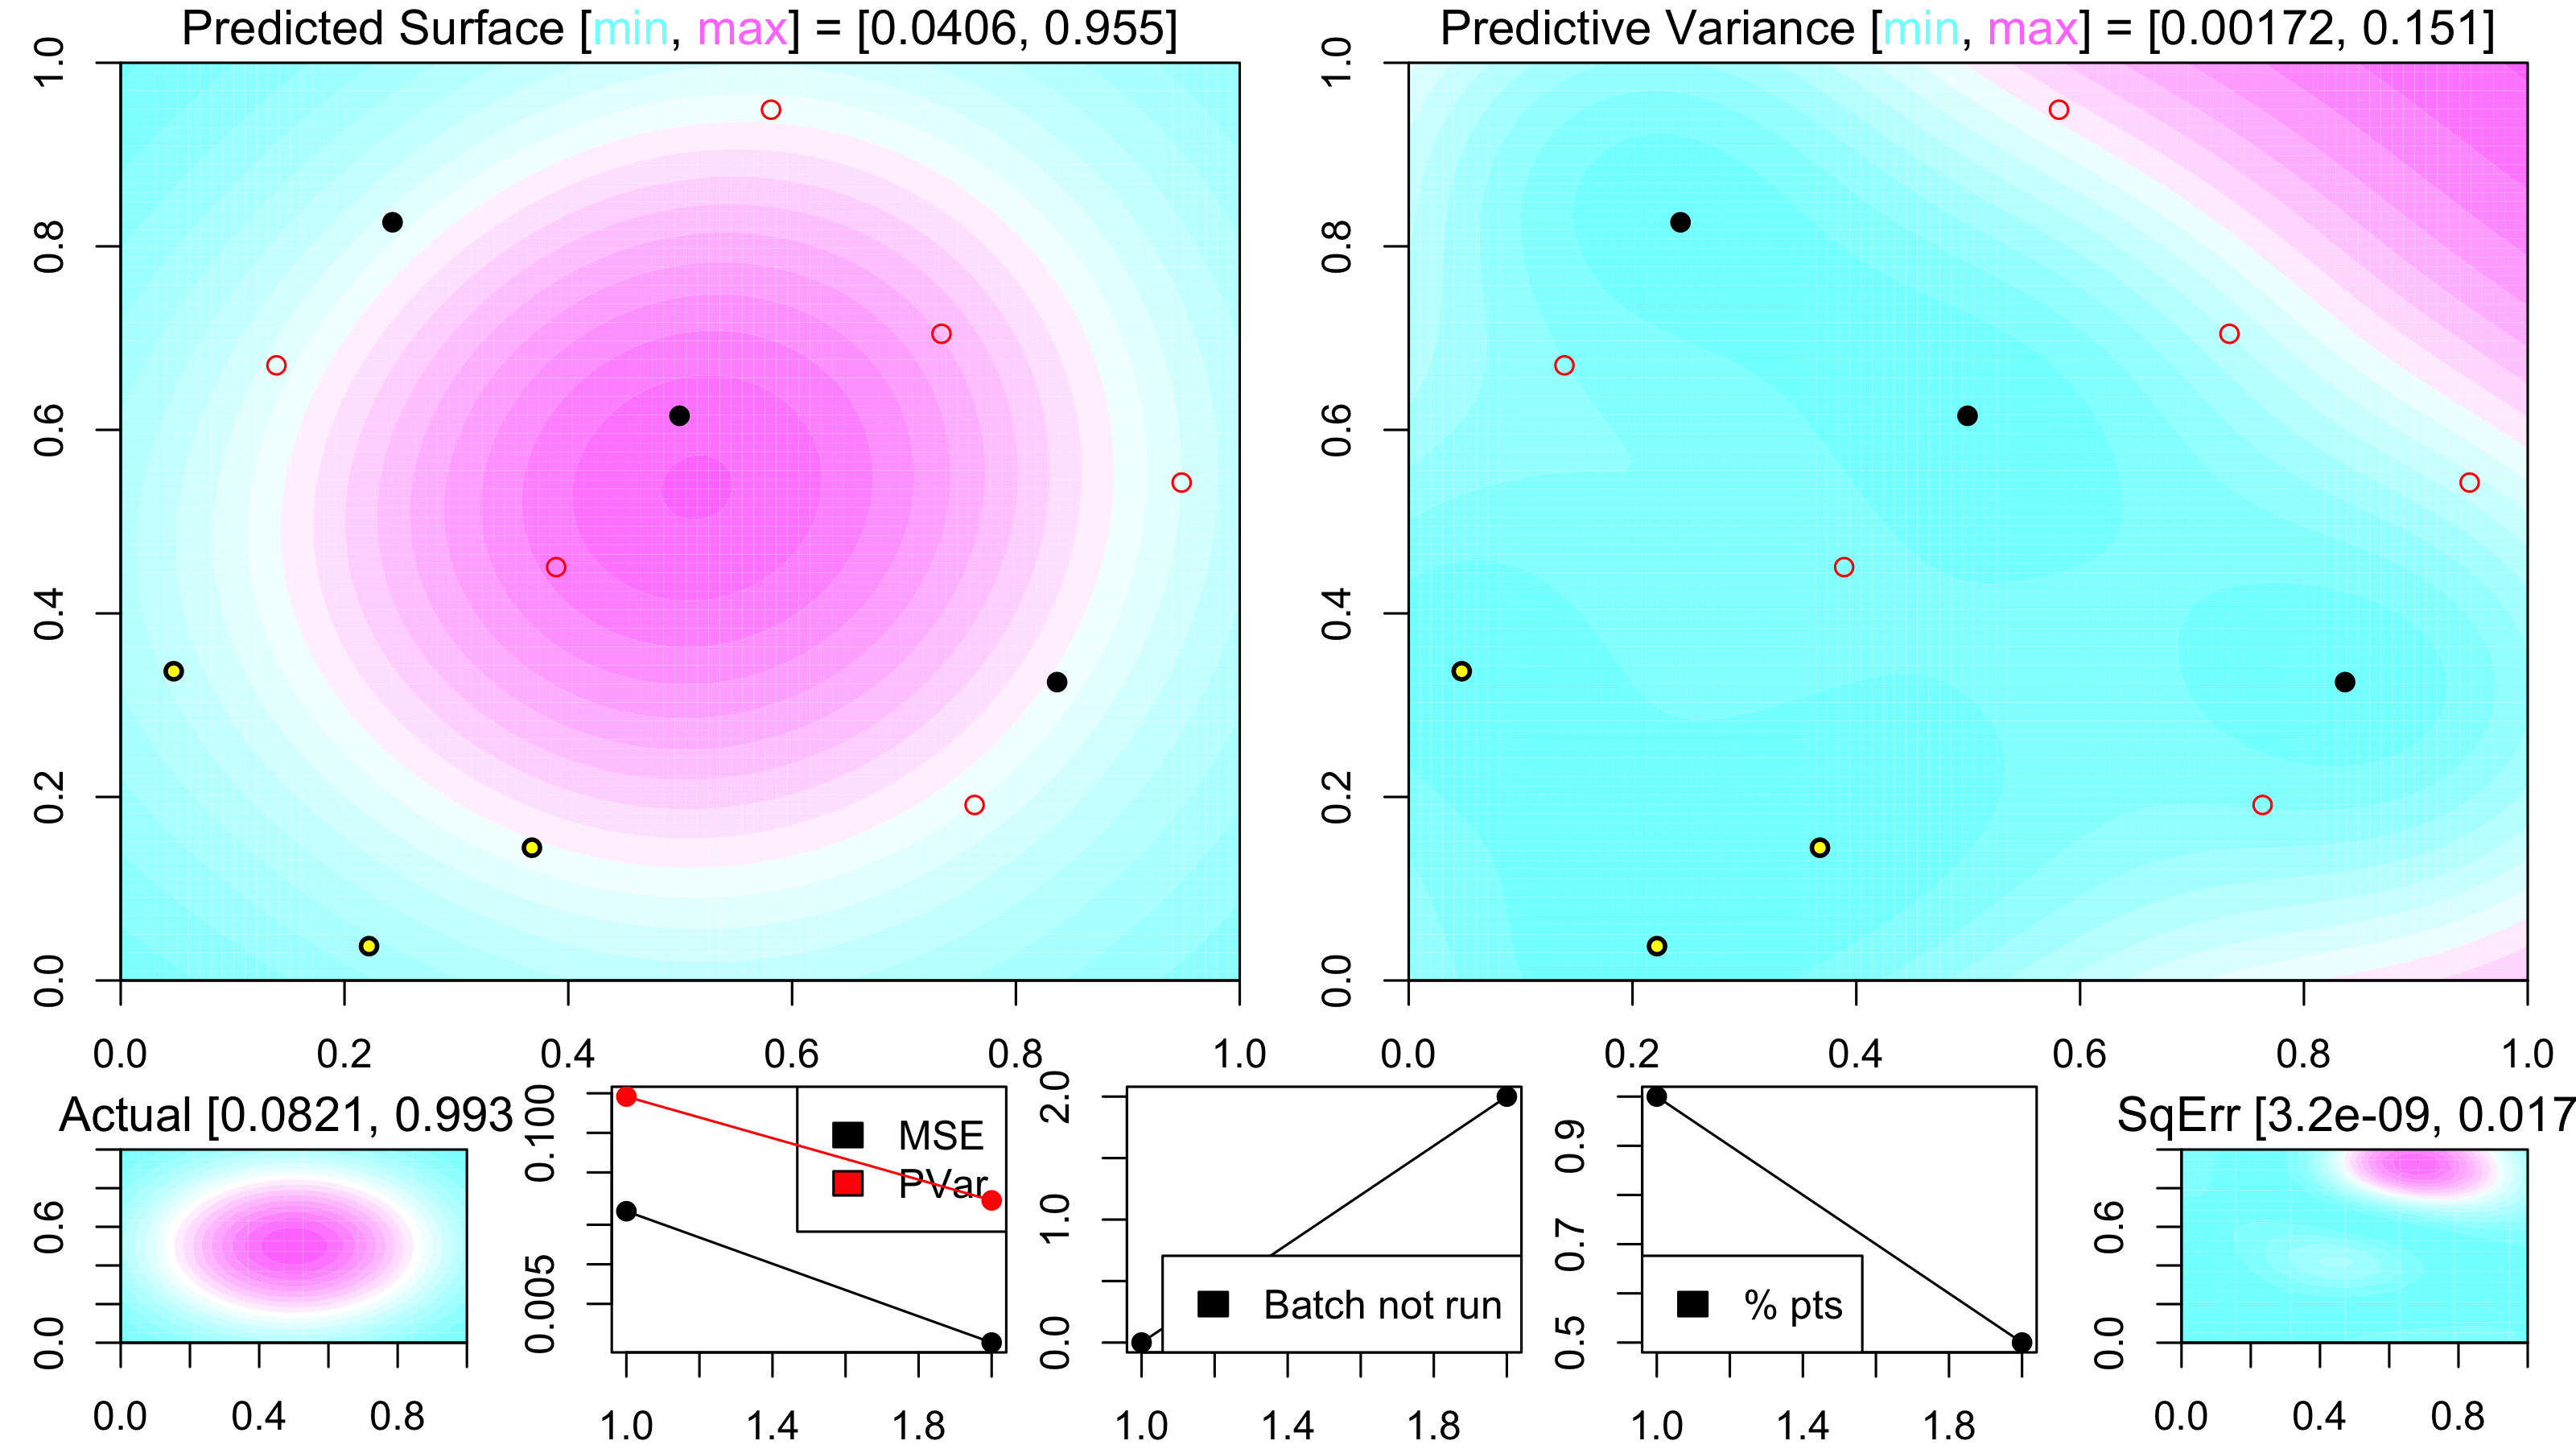 Predicted Surface [min, max] = [0.0406, 0.955]
1.0
0.8
0.6
0.4
0.2
0.0
0.0 0.2 0.4 0.6 0.8 1.0
Predictive Variance [min, max] = [0.00172, 0.151]
1.0
0.8
0.6
0.4
0.2
0.0
0.0 0.2 0.4 0.6 0.8 1.0
Actual [0.0821, 0.993
0.6
0.0
0.0 0.4 0.8
0.100
0.005
MSE
PVar
1.0 1.4 1.8
2.0
1.0
0.0
Batch not run
1.0 1.4 1.8
0.9
0.7
0.5
% pts
1.0 1.4 1.8
SqErr [3.2e-09, 0.017
0.6
0.0
0.0 0.4 0.8